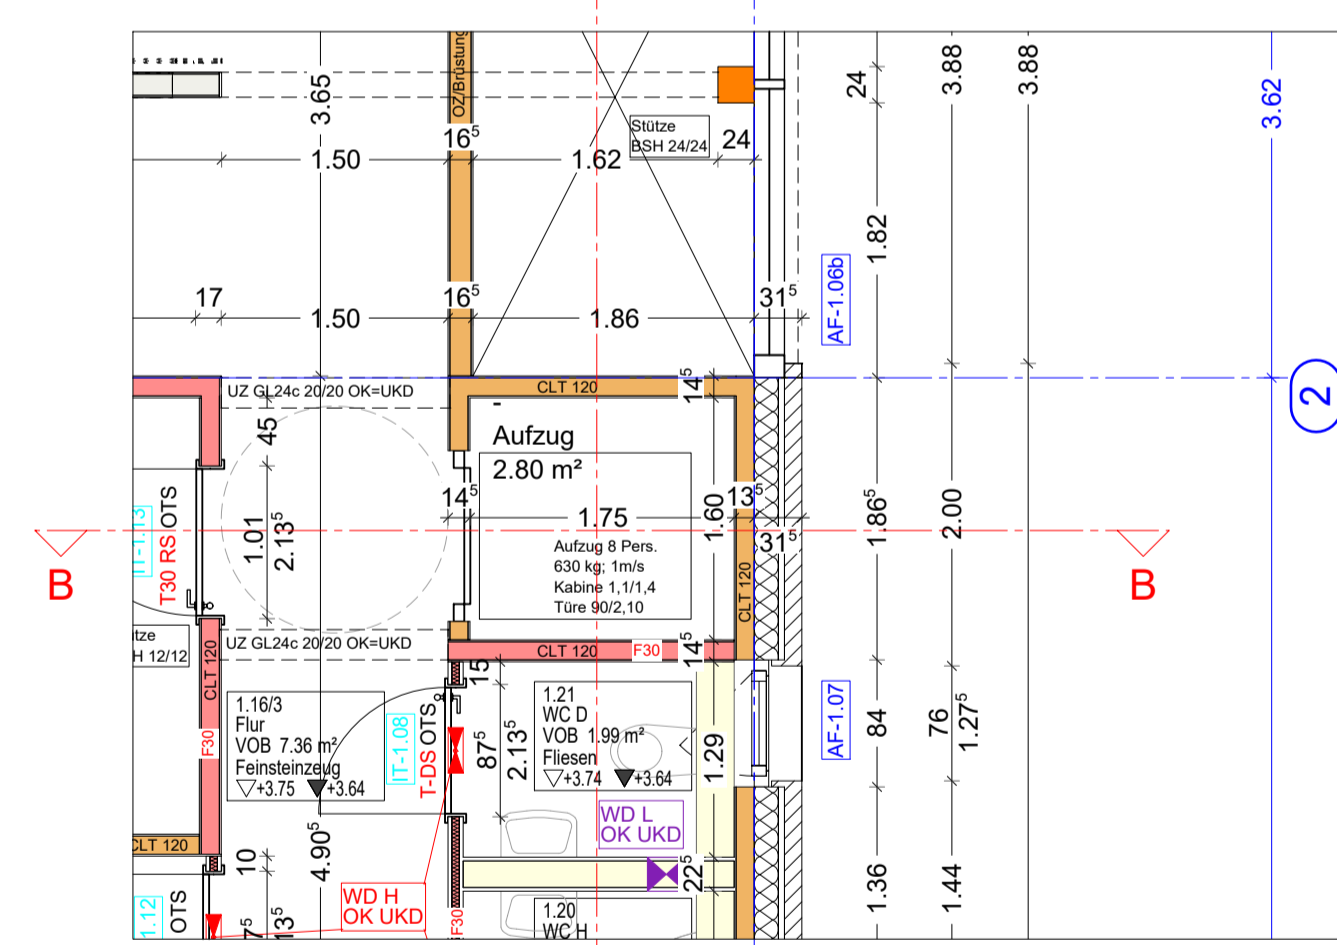 OZ/Brüstung
3.65
24
3.88
3.88
3.62
16⁵
Stütze
BSH 24/24
24
1.50
1.62
1.82
AF-1.06b
17
16⁵
31⁵
1.50
1.86
UZ GL24c 20/20 OK=UKD
CLT 120
14⁵
2
45
Aufzug
2.80 m²
IT-1.13
T30 RS OTS
1.01
2.13⁵
14⁵
1.75
1.60
13⁵
31⁵
1.86⁵
2.00
Aufzug 8 Pers.
630 kg; 1m/s
Kabine 1,1/1,4
Türe 90/2,10
CLT 120
B
B
H 12/12
UZ GL24c 20/20 OK=UKD
CLT 120
F30
14⁵
CLT 120
F30
15
1.16/3
Flur
VOB 7.36 m²
Feinsteinzeug
+3.75
+3.64
IT-1.08
T-DS OTS
87⁵
2.13⁵
1.21
WC D
VOB 1.99 m²
Fliesen
+3.74
+3.64
1.29
AF-1.07
84
76
1.27⁵
WD L
OK UKD
CLT 120
10
4.90⁵
22⁵
1.36
1.44
1.12
OTS
WD H
OK UKD
F30
1.20
WC H